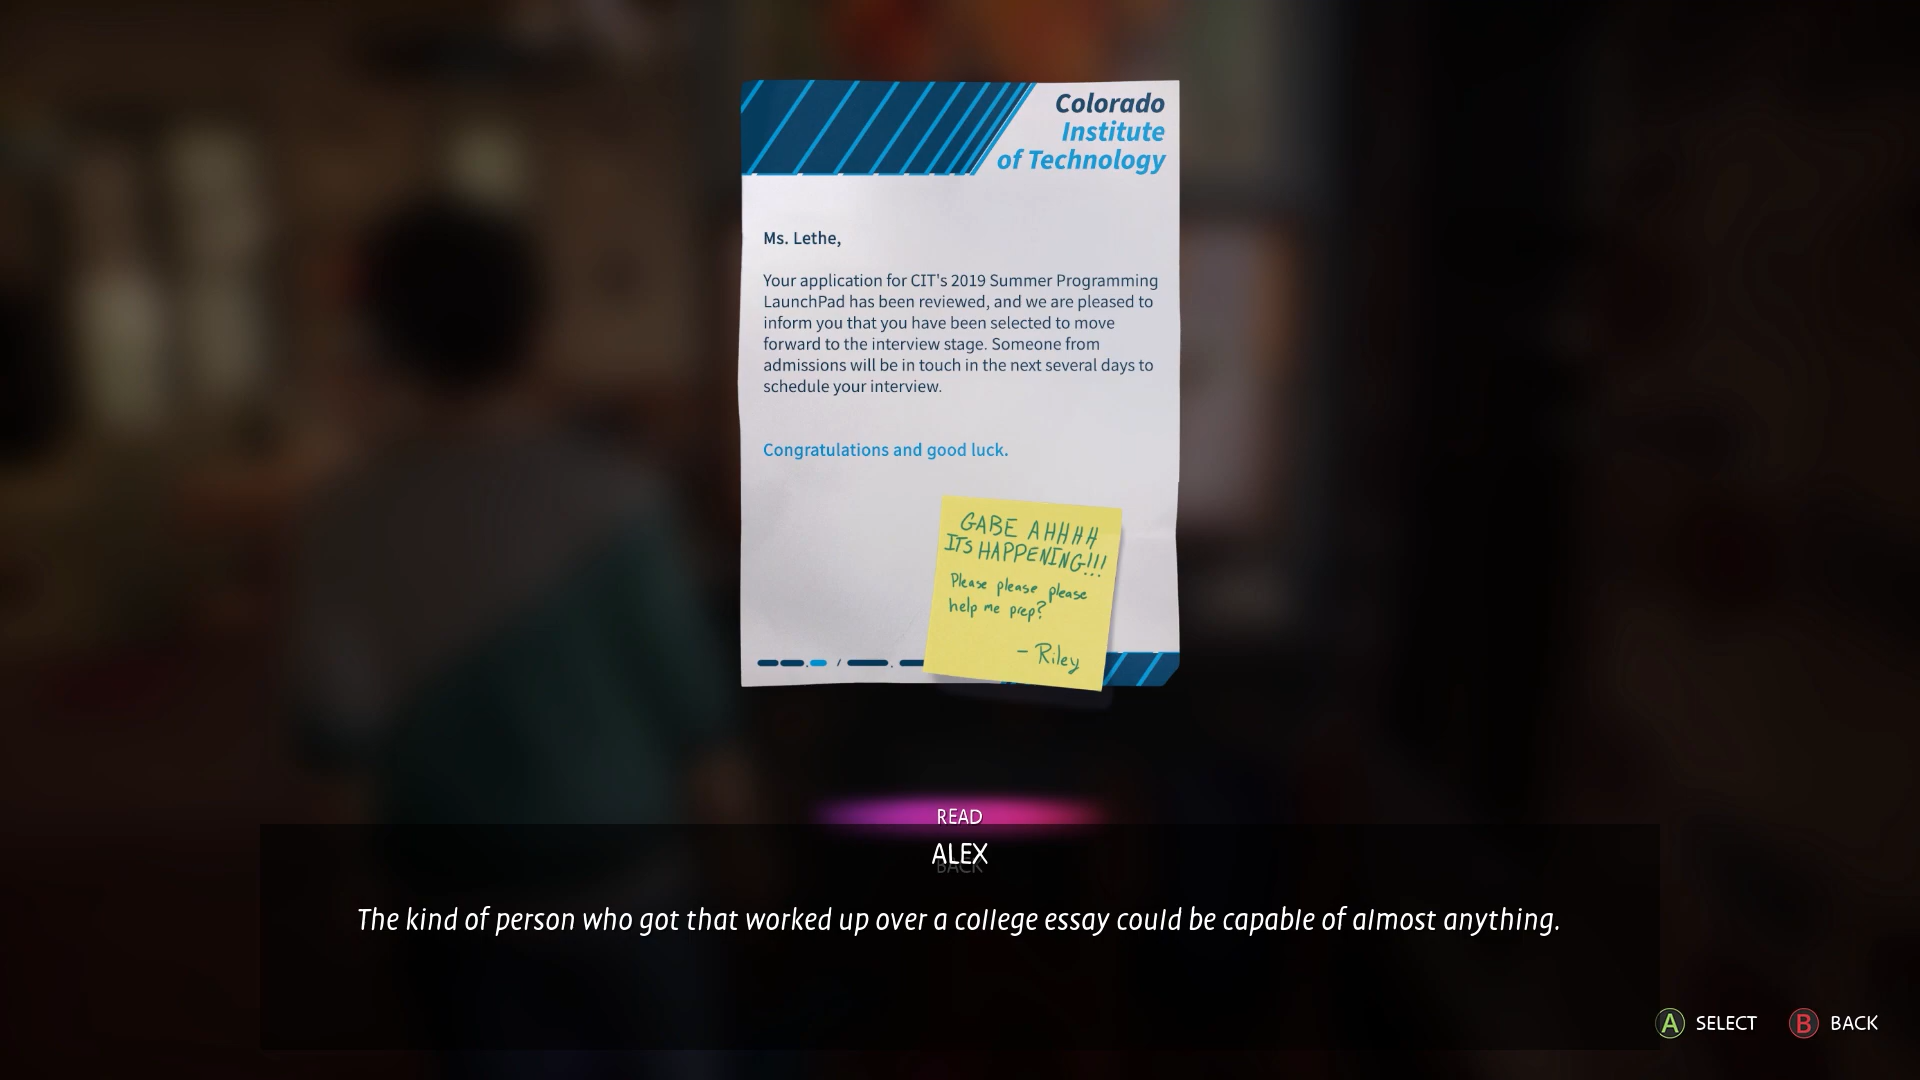 Colorado
Institute
of Technology
Ms. Lethe,
Your application for CIT's 2019 Summer Programming
LaunchPad has been reviewed, and we are pleased to
inform you that you have been selected to move
forward to the interview stage. Someone from
admissions will be in touch in the next several days to
schedule your interview.
Congratulations and good luck.
GABE AHHHH
ITS HAPPENING!!!
Please please please
help me prep?
- Riley
READ
ALEX
BACK
The kind of person who got that worked up over a college essay could be capable of almost anything.
A SELECT B BACK